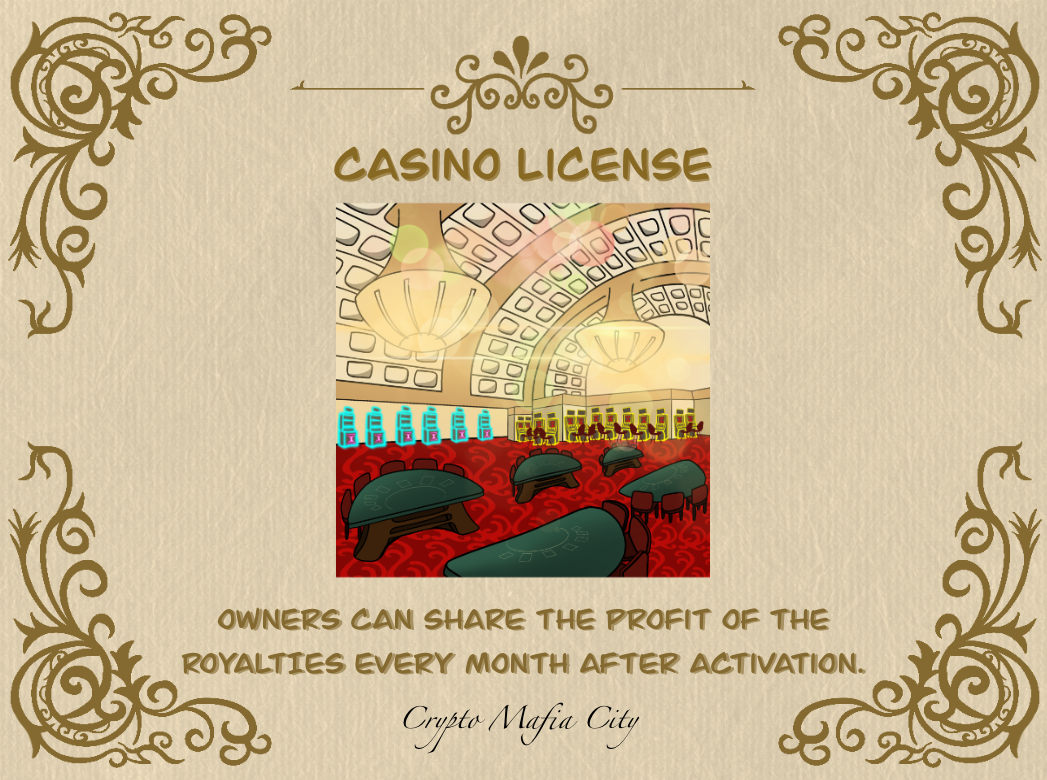 CASINO LICENSE
OWNERS CAN SHARE THE PROFIT OF THE
ROYALTIES EVERY MONTH AFTER ACTIVATION.
Crypto Mafia City